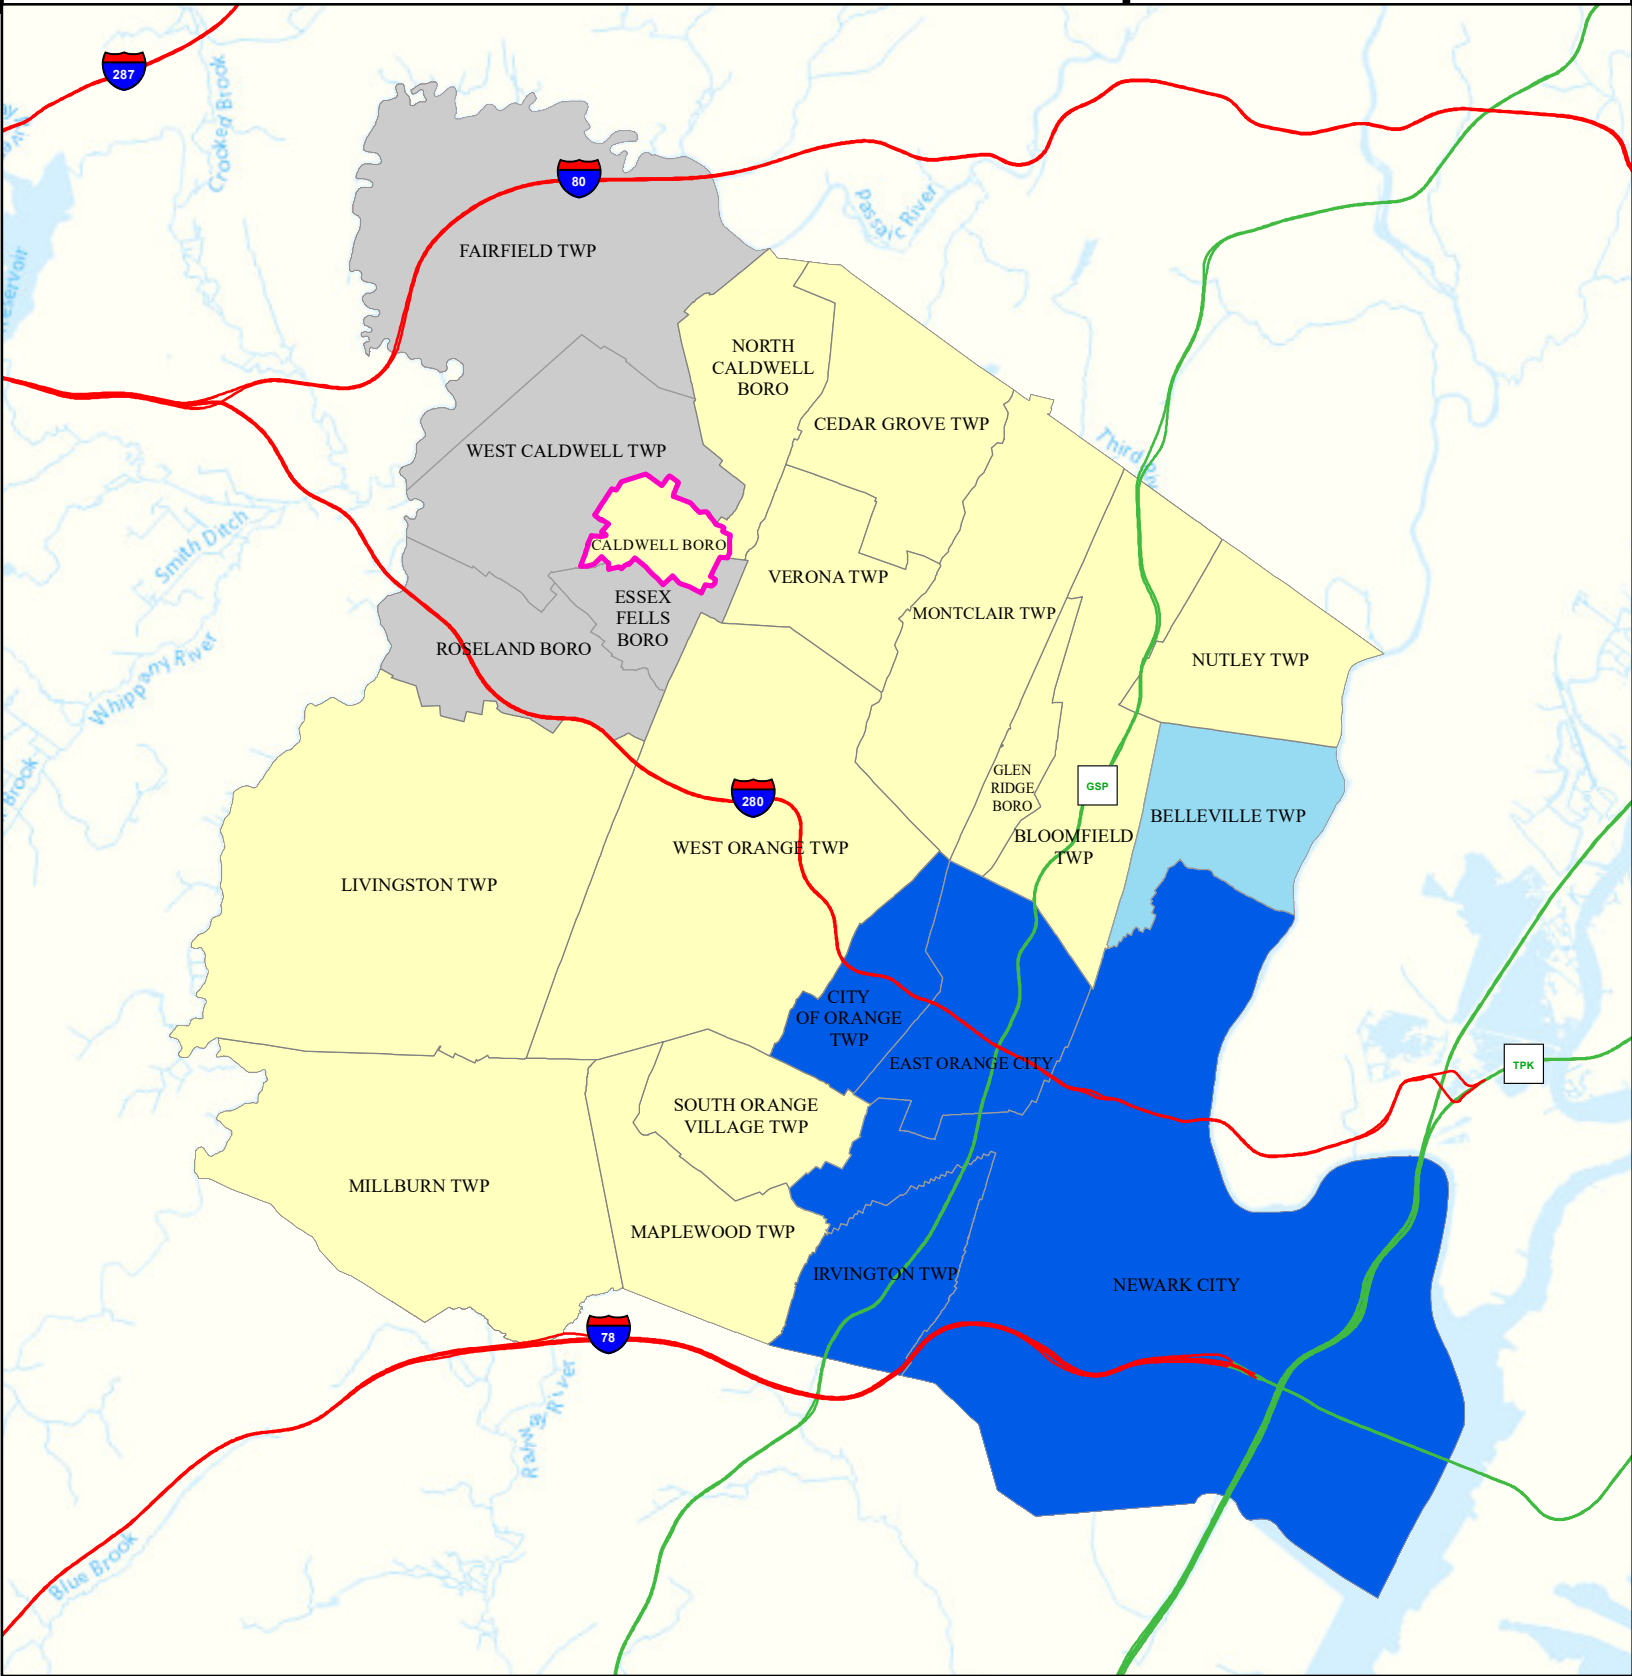 287
Crooked Brook
80
Passaic River
FAIRFIELD TWP
Reservoir
NORTH
CALDWELL
BORO
CEDAR GROVE TWP
WEST CALDWELL TWP
Third
Smith Ditch
CALDWELL BORO
VERONA TWP
ESSEX
FELLS
BORO
MONTCLAIR TWP
ROSELAND BORO
NUTLEY TWP
Whippany River
Brook
GLEN
RIDGE
BORO
GSP
280
BELLEVILLE TWP
BLOOMFIELD
TWP
WEST ORANGE TWP
LIVINGSTON TWP
CITY
OF ORANGE
TWP
EAST ORANGE CITY
TPK
SOUTH ORANGE
VILLAGE TWP
MILLBURN TWP
MAPLEWOOD TWP
IRVINGTON TWP
NEWARK CITY
78
River
Blue Brook